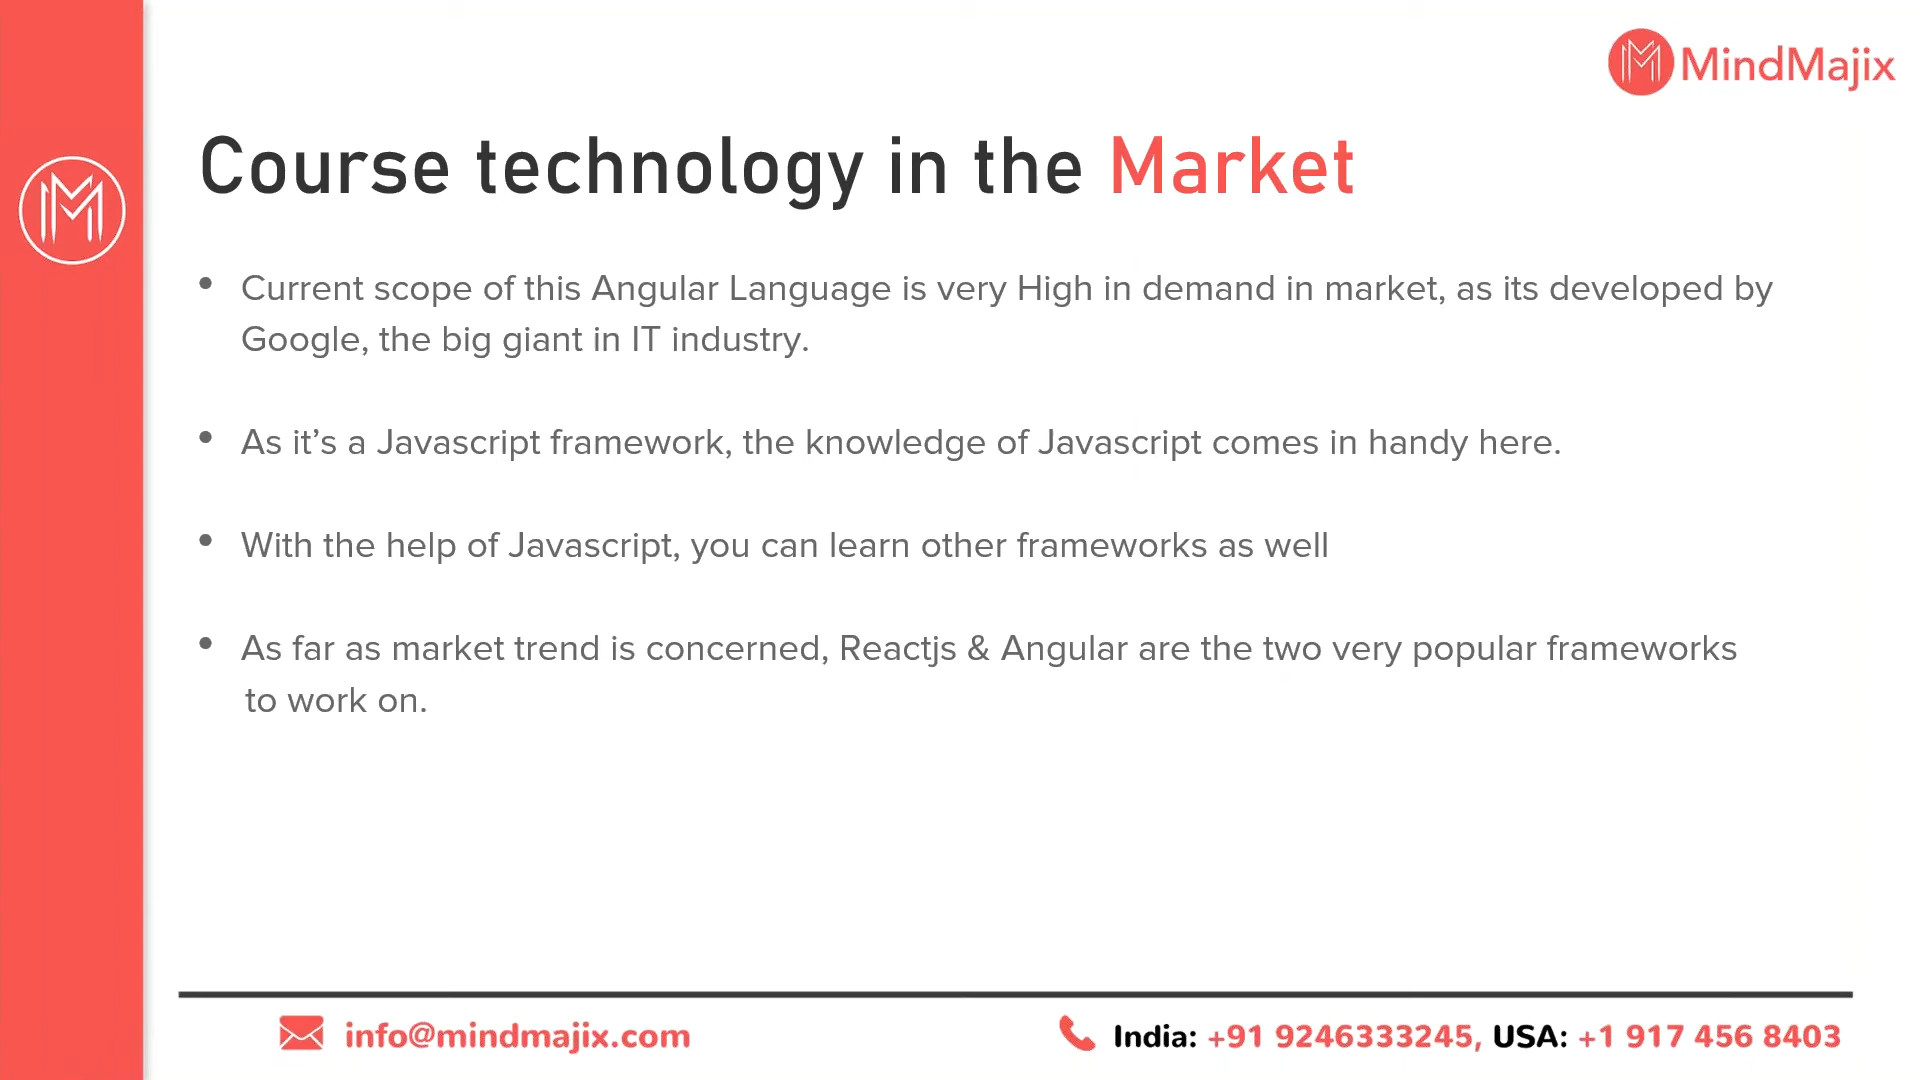 MindMajix
Course technology in the Market
• Current scope of this Angular Language is very High in demand in market, as its developed by
Google, the big giant in IT industry.
• As it’s a Javascript framework, the knowledge of Javascript comes in handy here.
• With the help of Javascript, you can learn other frameworks as well
• As far as market trend is concerned, Reactjs & Angular are the two very popular frameworks
to work on.
info@mindmajix.com
India: +91 9246333245, USA: +1 917 456 8403